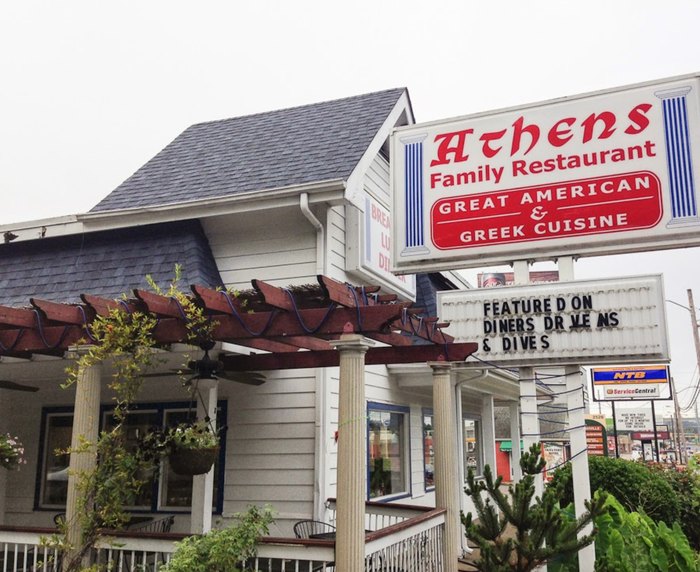 Athens
Family Restaurant
GREAT AMERICAN
&
GREEK CUISINE
FEATURED ON
DINERS DR VE NS
& DIVES
NTB
ServiceCentral